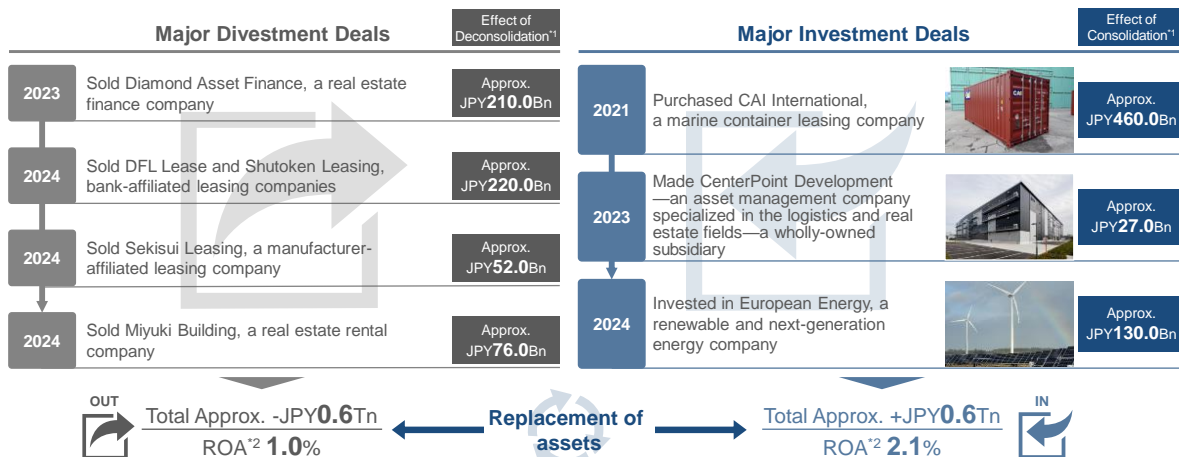 Major Divestment Deals
Effect of
Deconsolidation*1
2023
Sold Diamond Asset Finance, a real estate
finance company
Approx.
JPY210.0Bn
2024
Sold DFL Lease and Shutoken Leasing,
bank-affiliated leasing companies
Approx.
JPY220.0Bn
2024
Sold Sekisui Leasing, a manufacturer-
affiliated leasing company
Approx.
JPY52.0Bn
2024
Sold Miyuki Building, a real estate rental
company
Approx.
JPY76.0Bn
OUT
Total Approx. -JPY0.6Tn
ROA*2 1.0%
Replacement of
assets
Major Investment Deals
Effect of
Consolidation*1
2021
Purchased CAI International,
a marine container leasing company
CAI
Approx.
JPY460.0Bn
2023
Made CenterPoint Development
—an asset management company
specialized in the logistics and real
estate fields—a wholly-owned
subsidiary
Approx.
JPY27.0Bn
2024
Invested in European Energy, a
renewable and next-generation
energy company
Approx.
JPY130.0Bn
Total Approx. +JPY0.6Tn
ROA*2 2.1%
IN